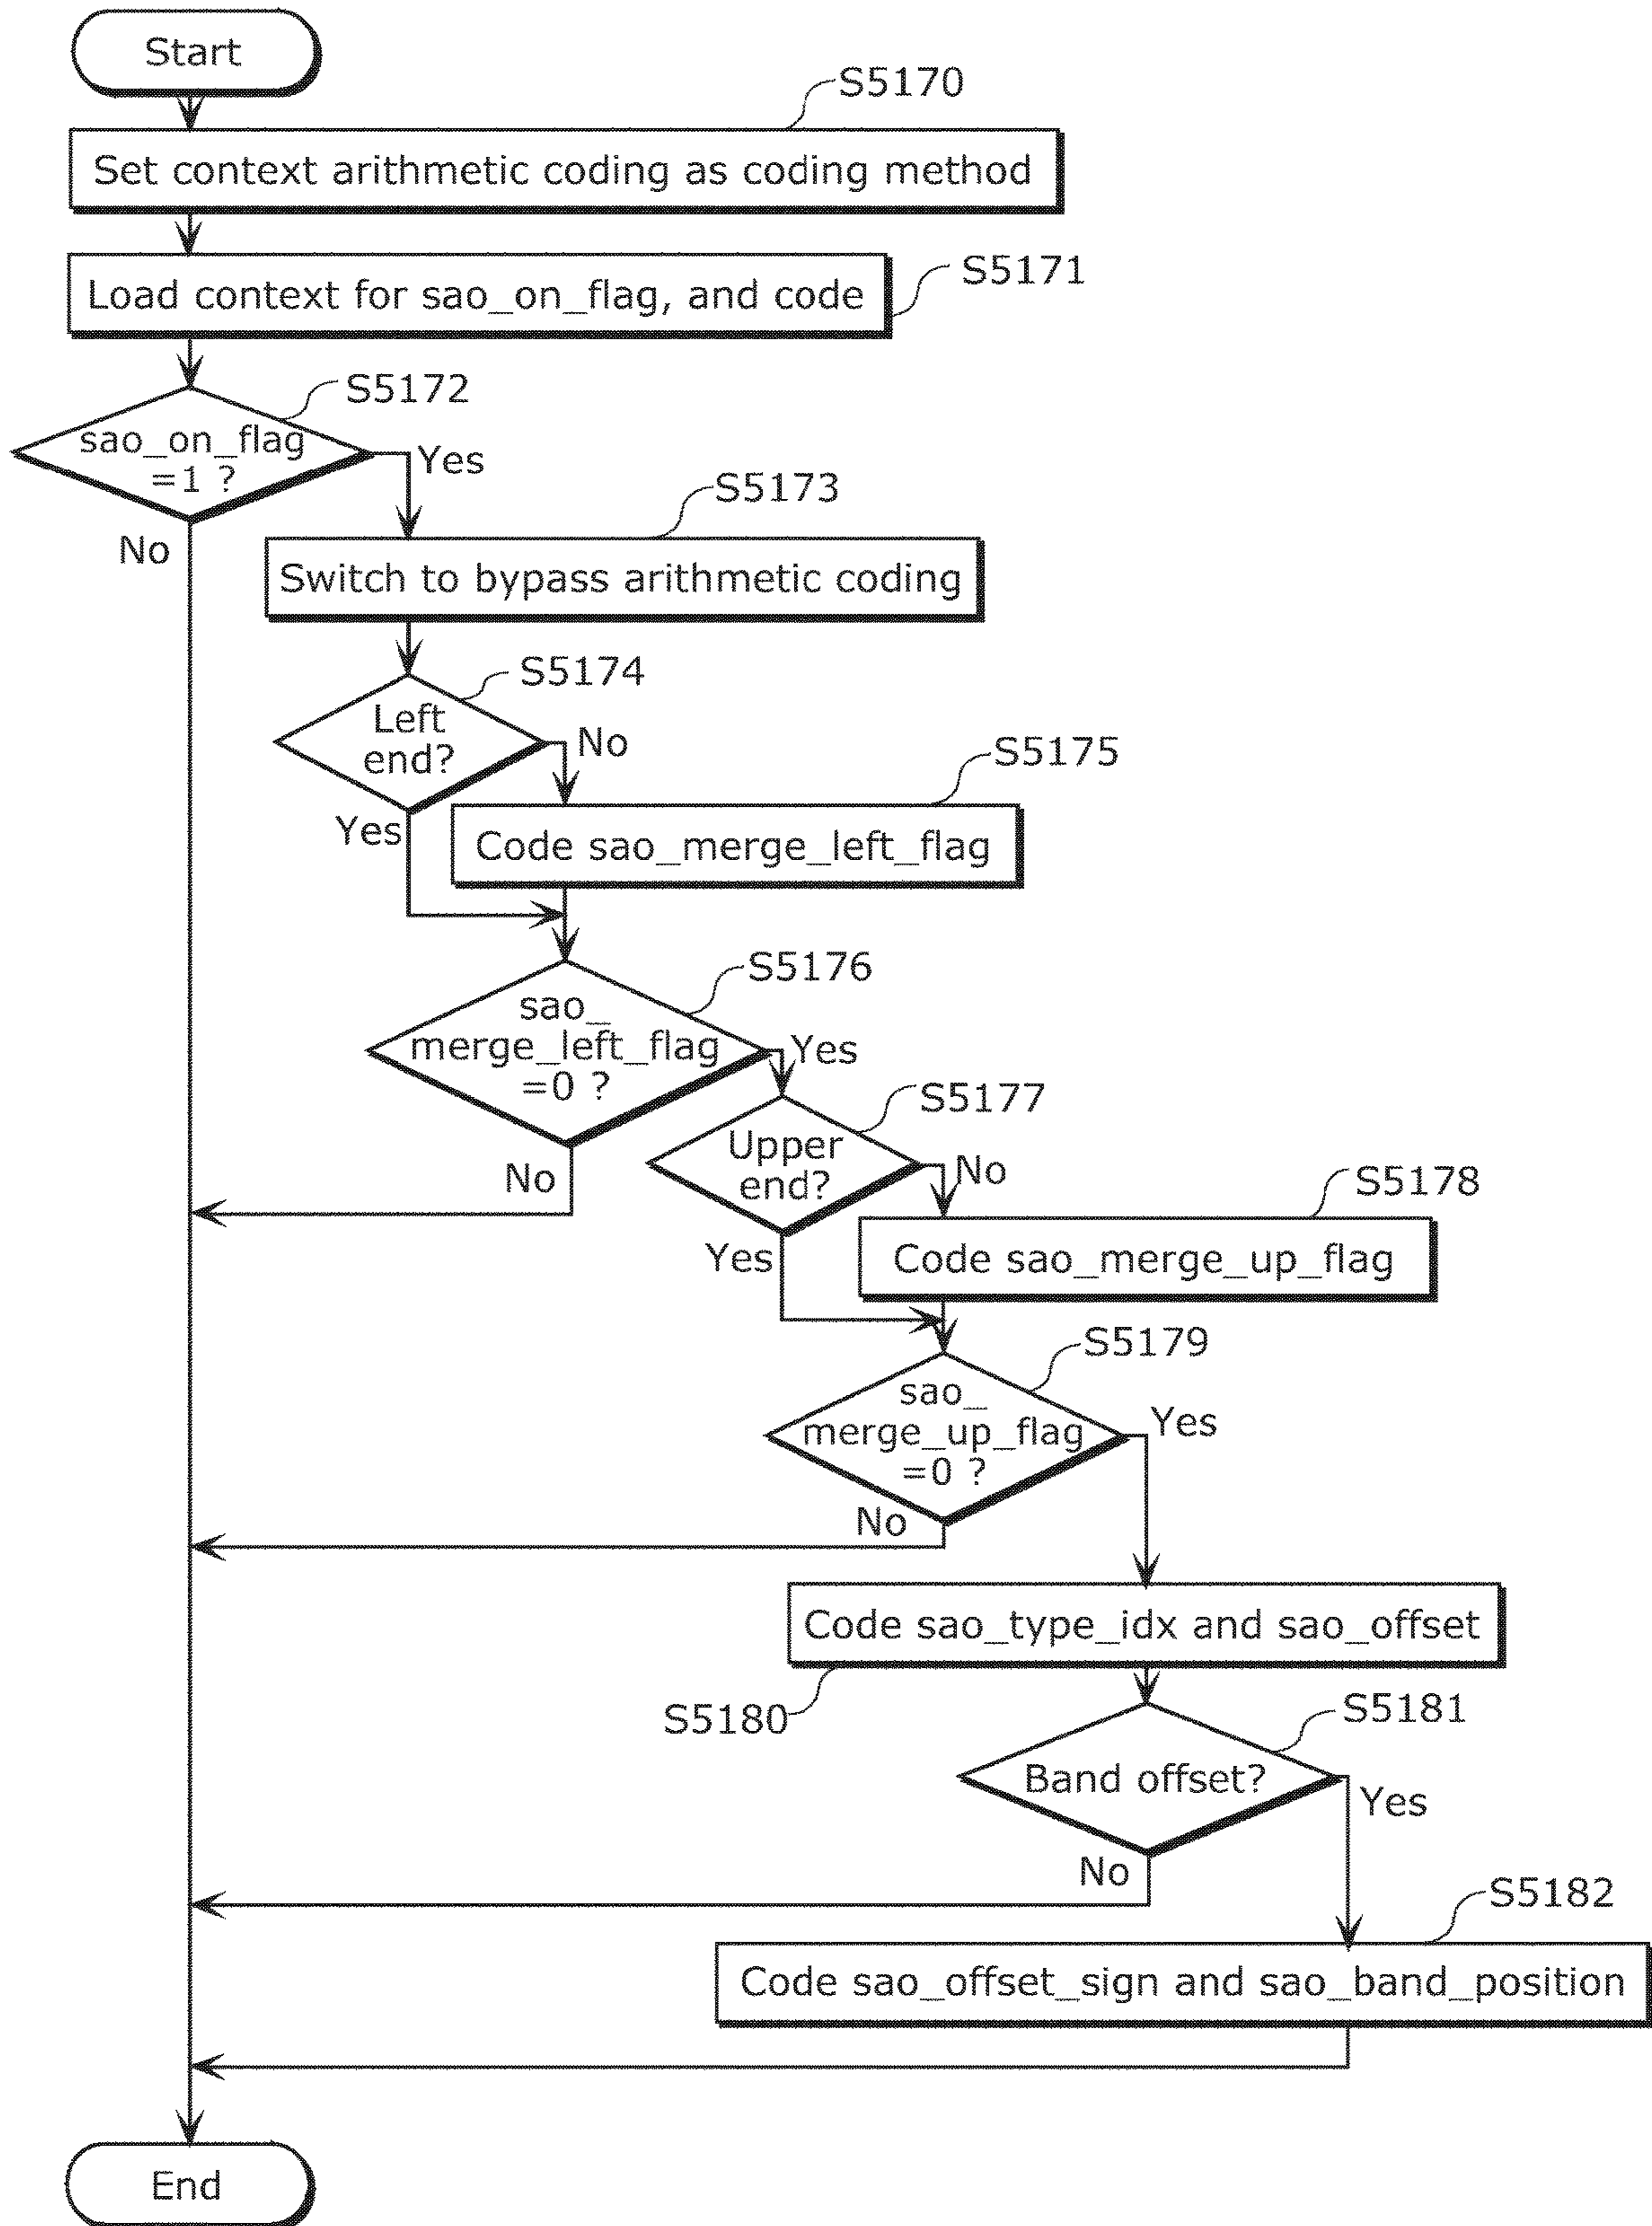 Start
S5170
Set context arithmetic coding as coding method
S5171
Load context for sao_on_flag, and code
S5172
sao_on_flag
=1 ?
Yes
No
S5173
Switch to bypass arithmetic coding
S5174
Left
end?
No
Yes
S5175
Code sao_merge_left_flag
S5176
sao_
merge_left_flag
=0 ?
Yes
No
S5177
Upper
end?
No
Yes
S5178
Code sao_merge_up_flag
S5179
sao_
merge_up_flag
=0 ?
Yes
No
Code sao_type_idx and sao_offset
S5180
S5181
Band offset?
Yes
No
S5182
Code sao_offset_sign and sao_band_position
End